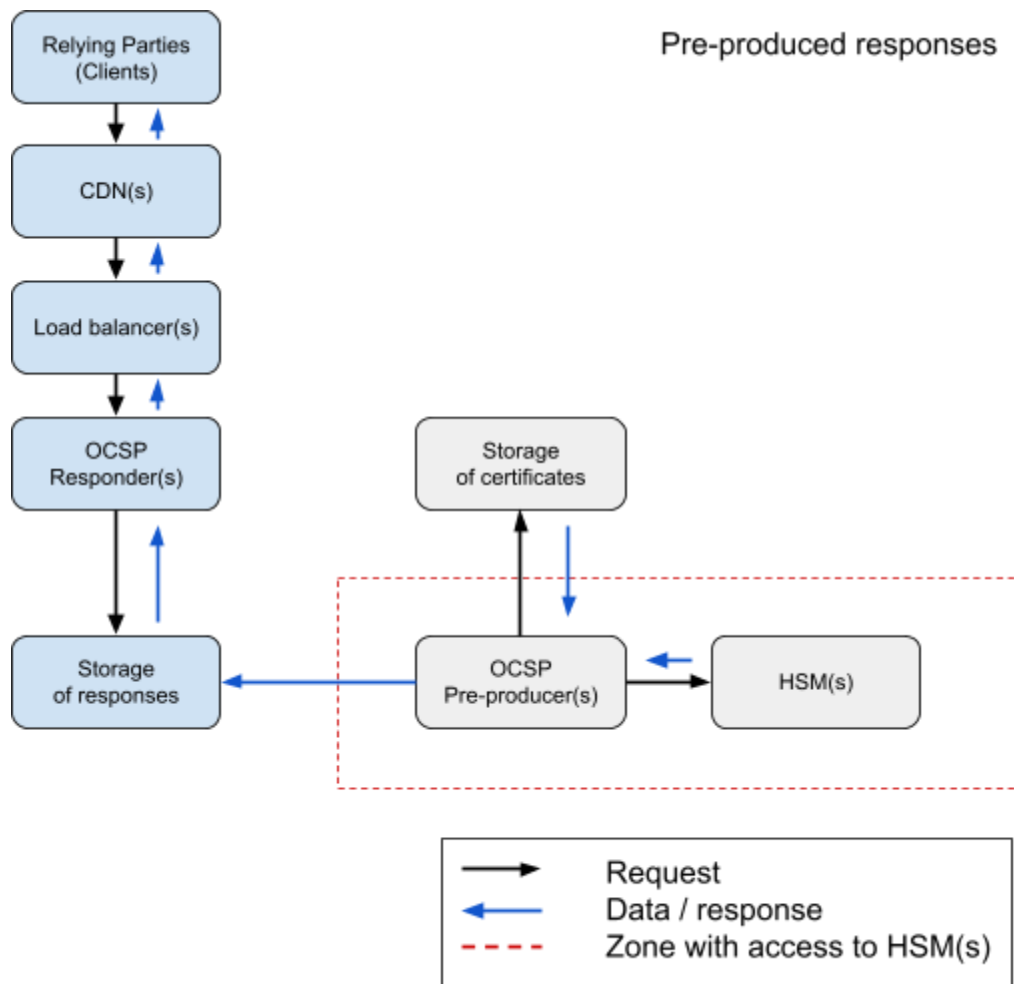 Pre-produced responses
Relying Parties
(Clients)
CDN(s)
Load balancer(s)
OCSP
Responder(s)
Storage
of certificates
Storage
of responses
OCSP
Pre-producer(s)
HSM(s)
Request
Data / response
Zone with access to HSM(s)